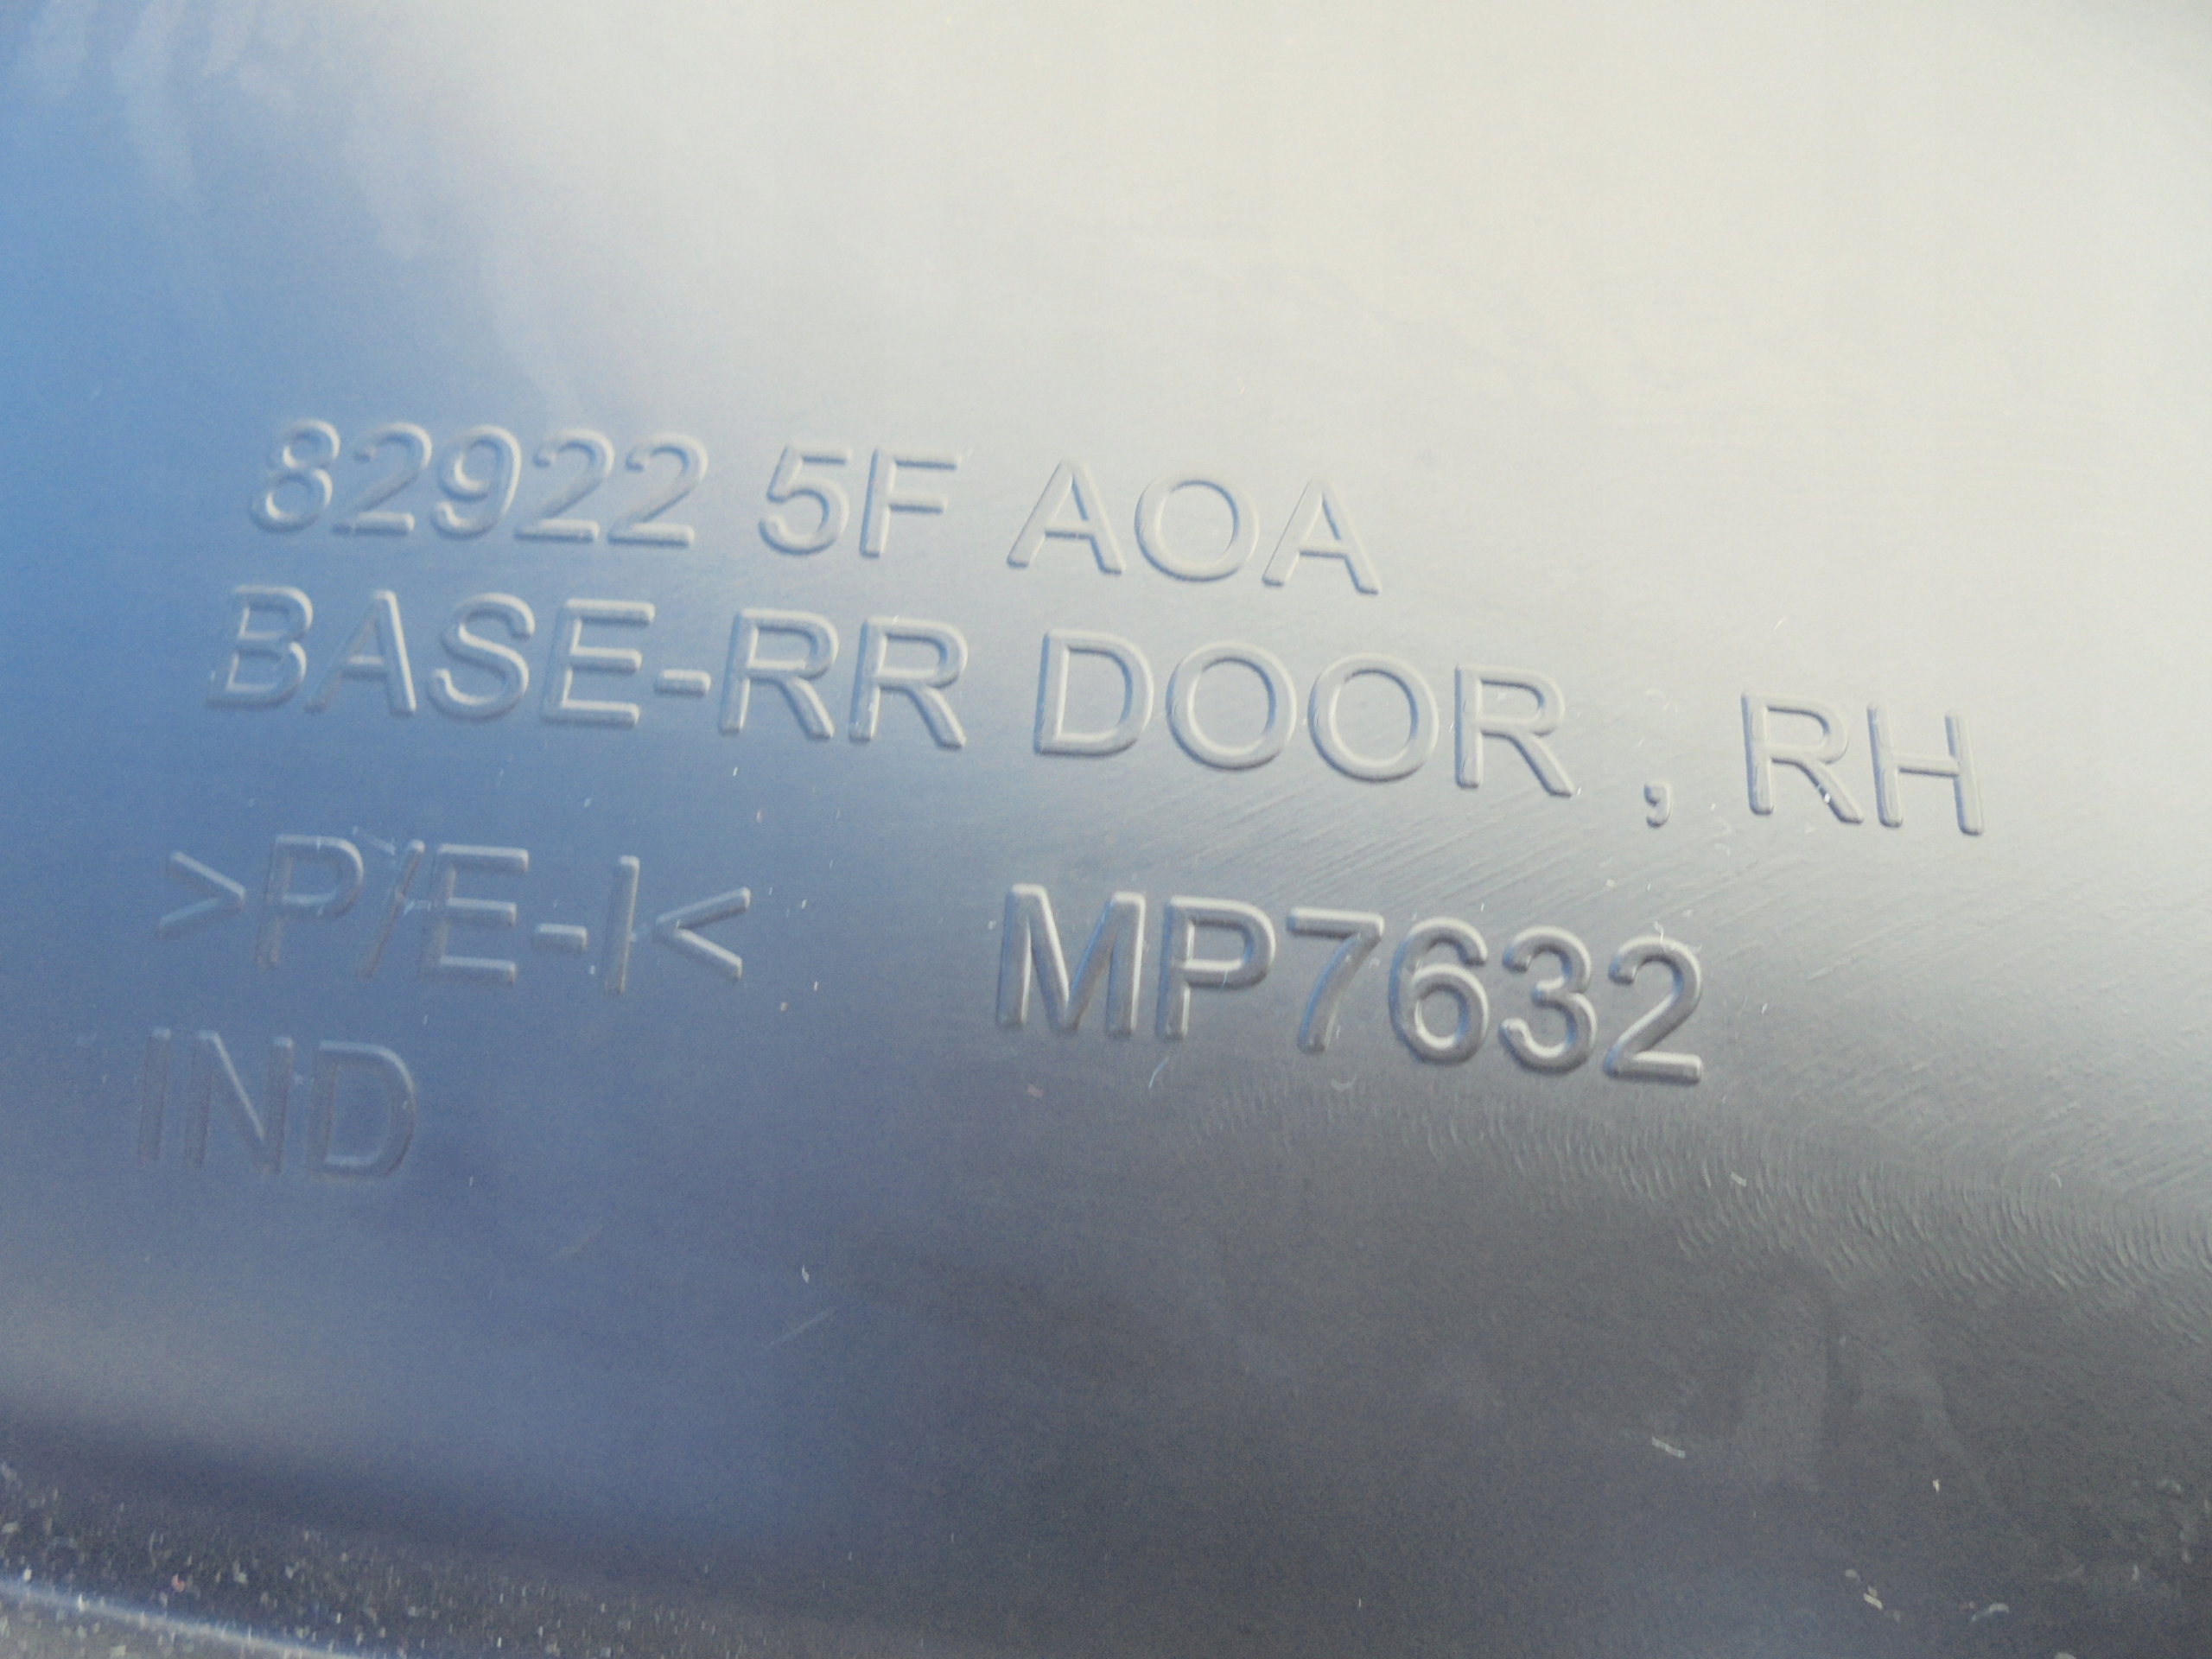 82922 5F AOA
BASE-RR DOOR , RH
>P/E-I< MP7632
IND